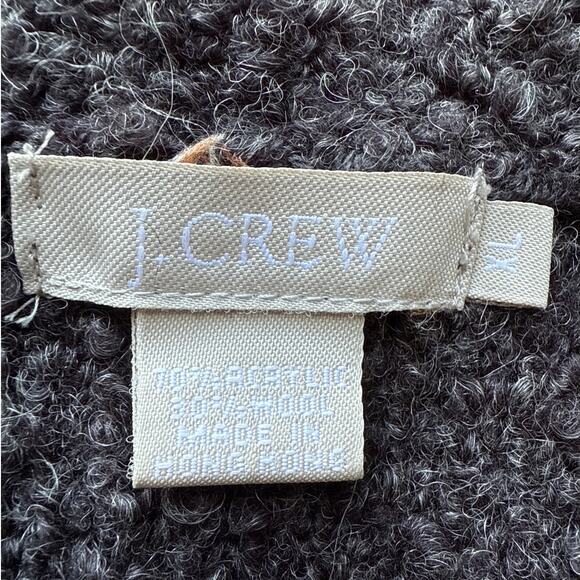 J.CREW
XL
70% ACRYLIC
30% WOOL
MADE IN
HONG KONG